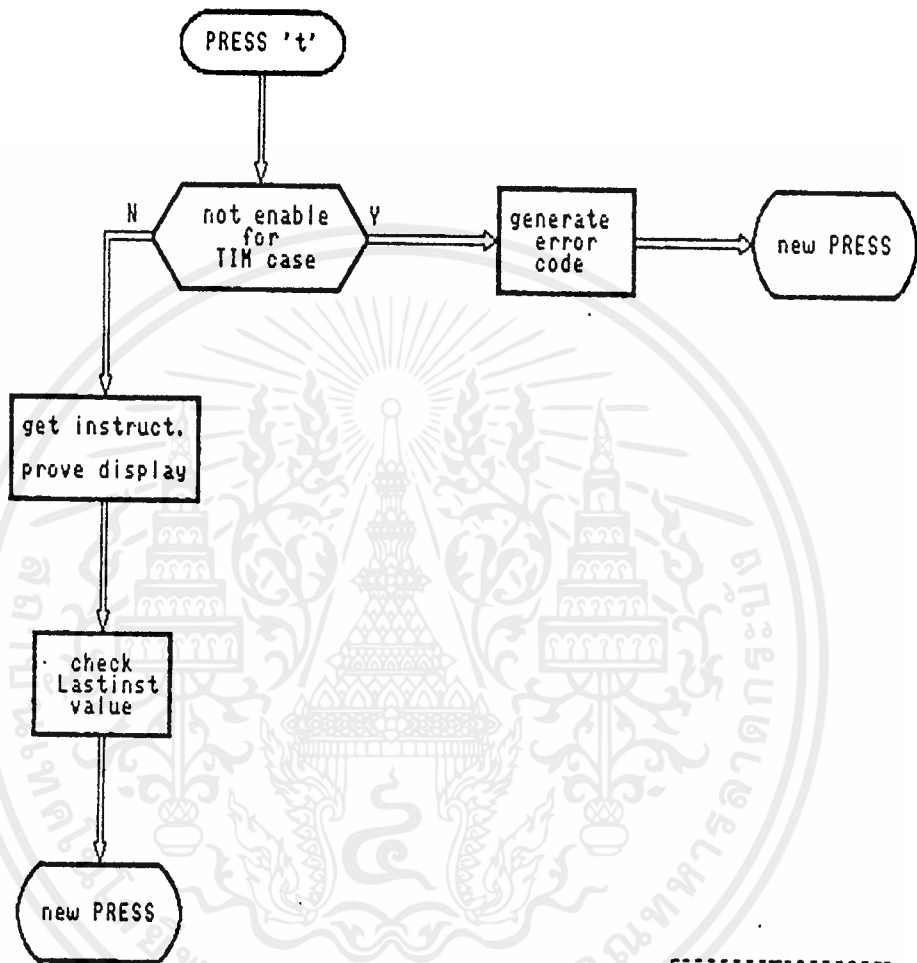 PRESS 't'
N
not enable
for
TIM case
Y
generate
error
code
new PRESS
get instruct.
prove display
check
Lastinst
value
new PRESS